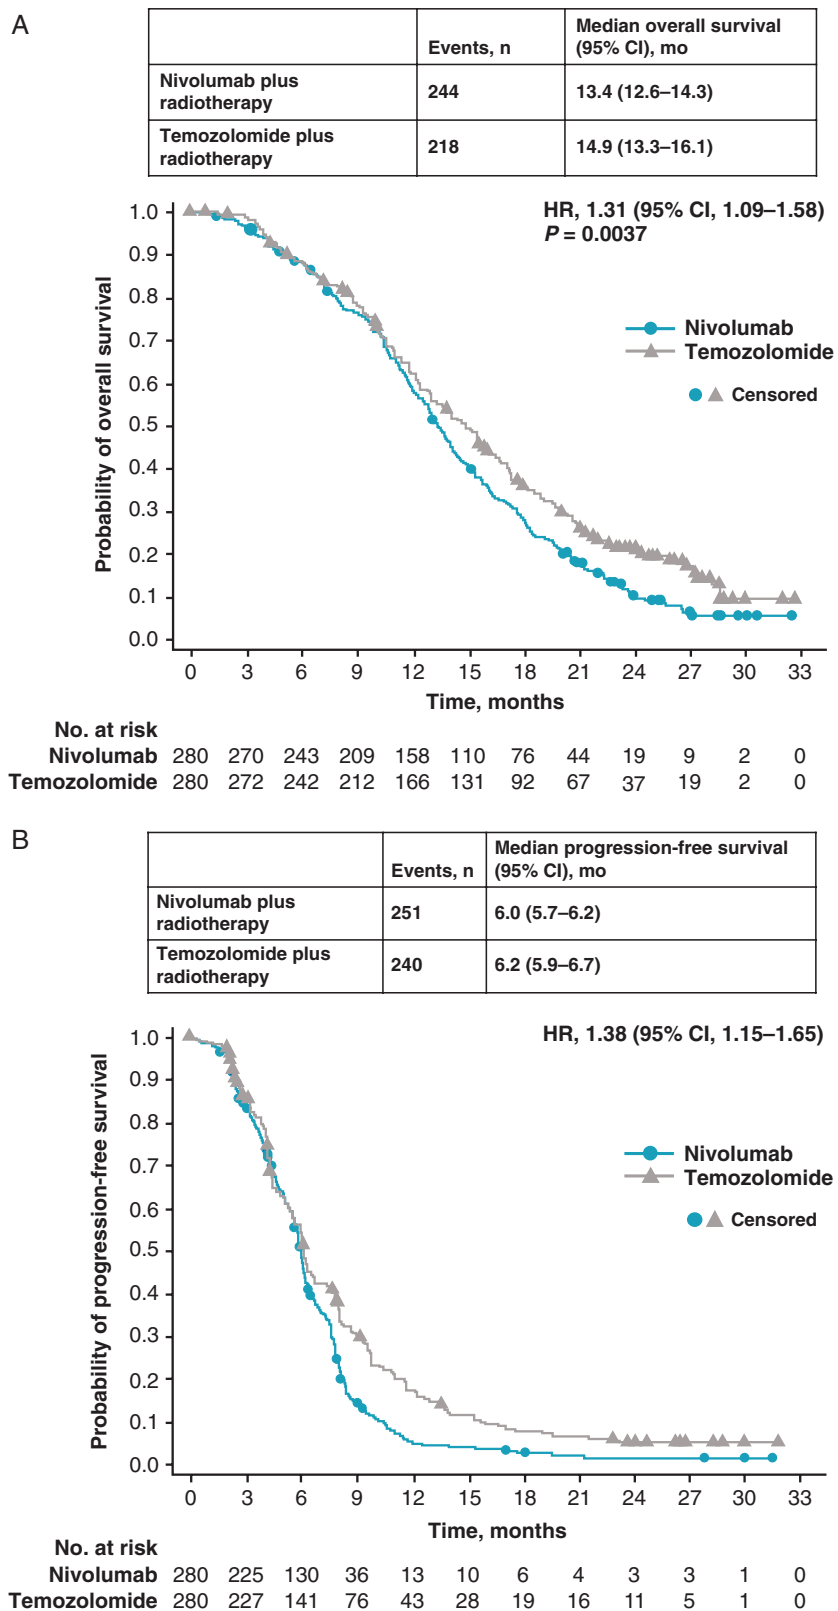 A
Events, n
Median overall survival
(95% CI), mo
Nivolumab plus
radiotherapy
244
13.4 (12.6–14.3)
Temozolomide plus
radiotherapy
218
14.9 (13.3–16.1)
HR, 1.31 (95% CI, 1.09–1.58)
P = 0.0037
Probability of overall survival
1.0
0.9
0.8
0.7
0.6
0.5
0.4
0.3
0.2
0.1
0.0
Nivolumab
Temozolomide
Censored
0 3 6 9 12 15 18 21 24 27 30 33
Time, months
No. at risk
Nivolumab 280 270 243 209 158 110 76 44 19 9 2 0
Temozolomide 280 272 242 212 166 131 92 67 37 19 2 0
B
Events, n
Median progression-free survival
(95% CI), mo
Nivolumab plus
radiotherapy
251
6.0 (5.7–6.2)
Temozolomide plus
radiotherapy
240
6.2 (5.9–6.7)
HR, 1.38 (95% CI, 1.15–1.65)
Probability of progression-free survival
1.0
0.9
0.8
0.7
0.6
0.5
0.4
0.3
0.2
0.1
0.0
Nivolumab
Temozolomide
Censored
0 3 6 9 12 15 18 21 24 27 30 33
Time, months
No. at risk
Nivolumab 280 225 130 36 13 10 6 4 3 3 1 0
Temozolomide 280 227 141 76 43 28 19 16 11 5 1 0